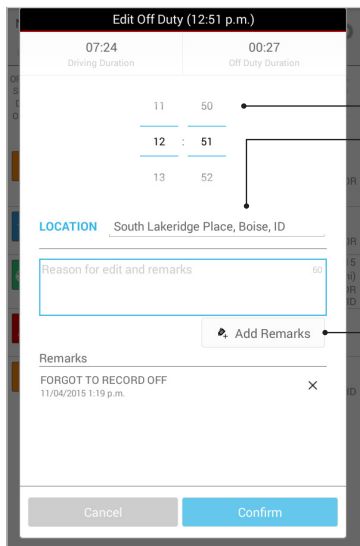 Edit Off Duty (12:51 p.m.)
07:24 00:27
Driving Duration Off Duty Duration
11 50
12 : 51
13 52
LOCATION South Lakeridge Place, Boise, ID
Reason for edit and remarks 60
Add Remarks
Remarks
FORGOT TO RECORD OFF
11/04/2015 1:19 p.m.
Cancel Confirm